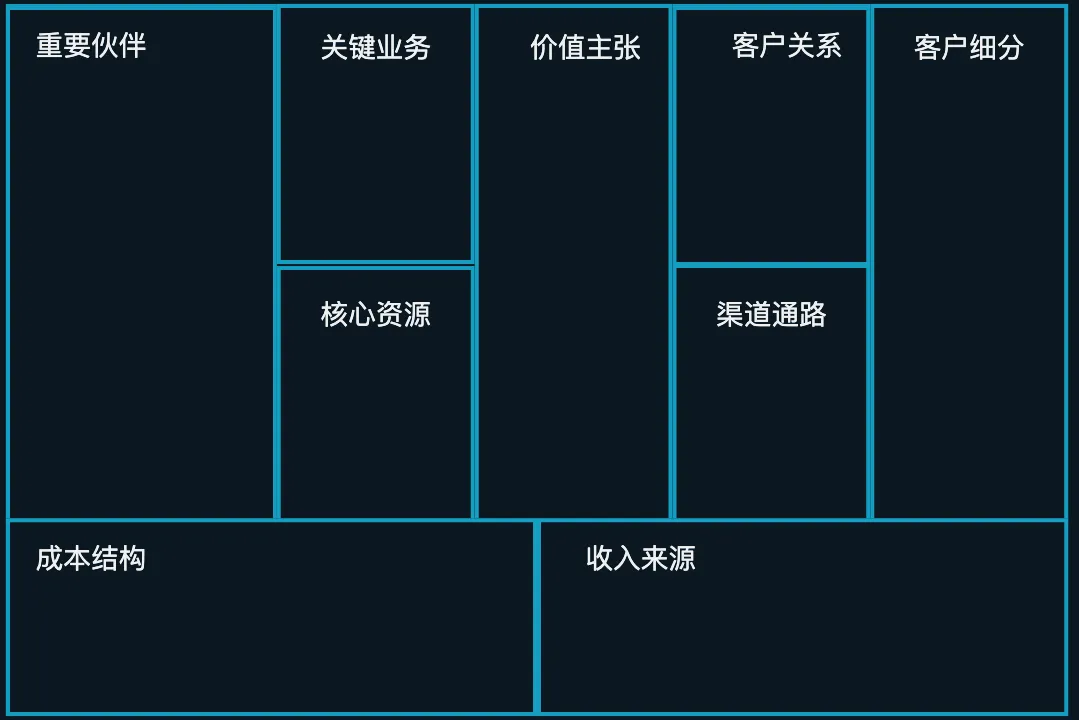 重要伙伴
关键业务
价值主张
客户关系
客户细分
核心资源
渠道通路
成本结构
收入来源